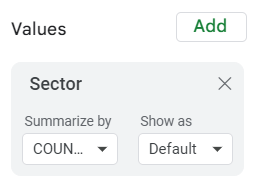 Values Add
Sector
Summarize by Show as
COUN... Default